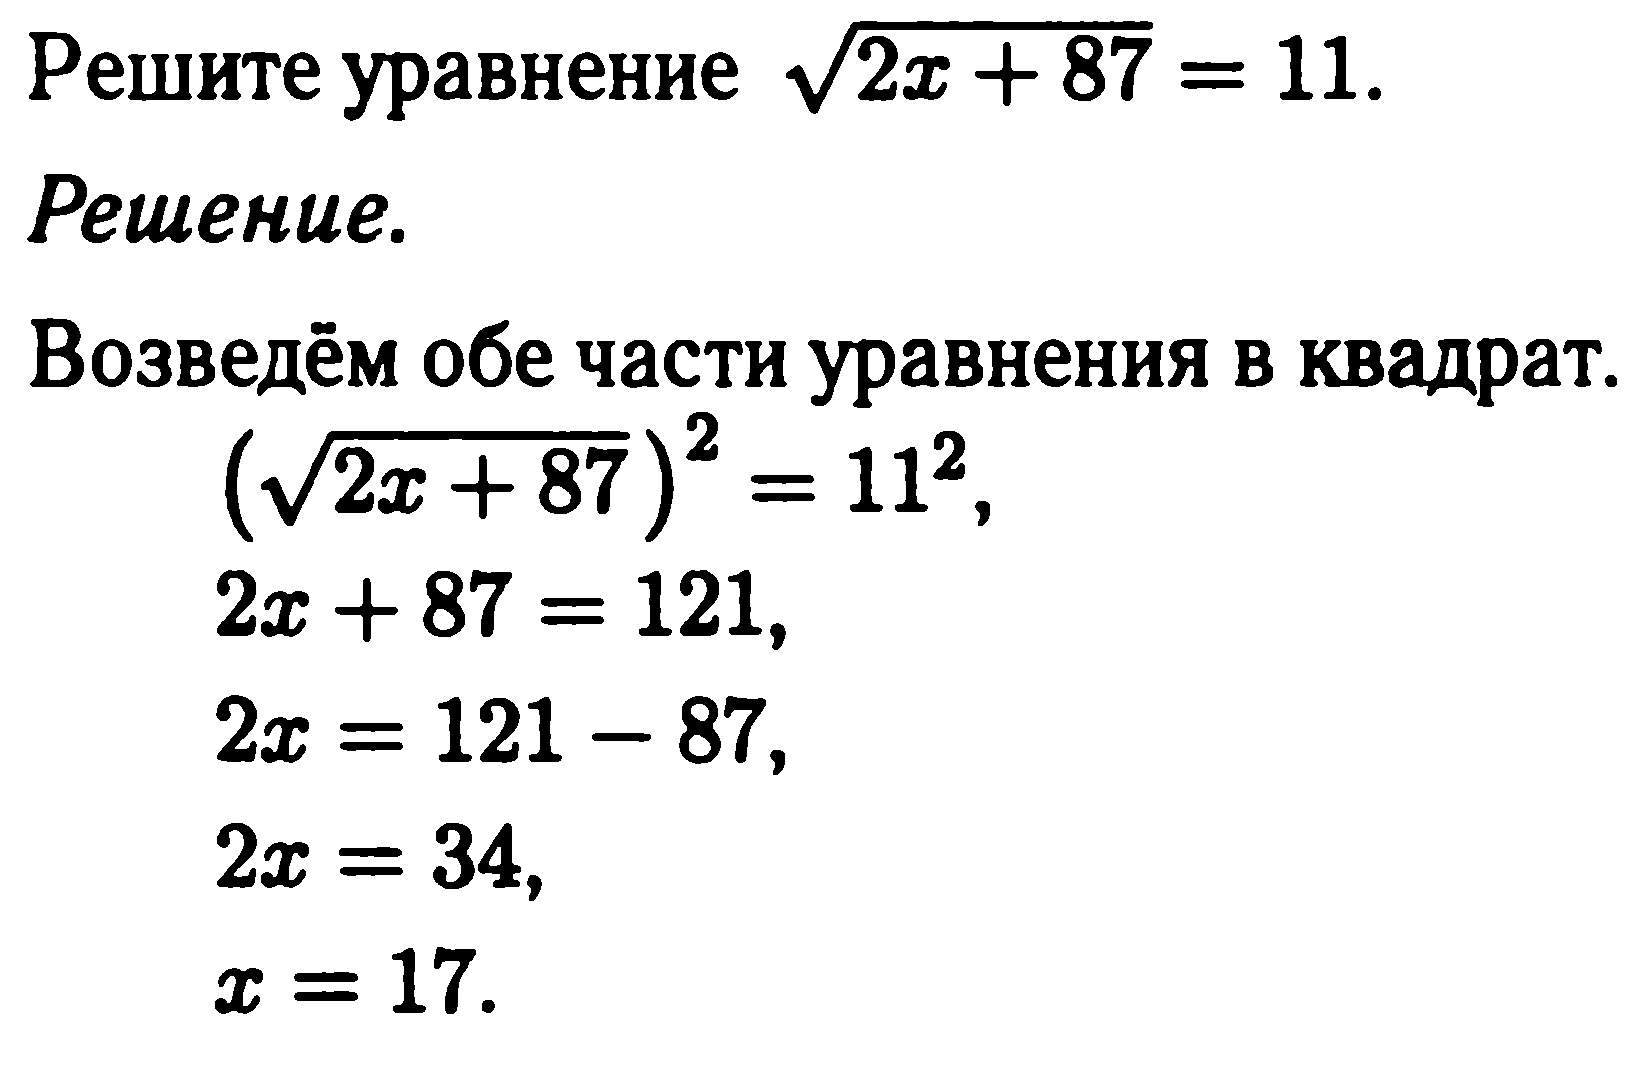 Решите уравнение √(2x + 87) = 11.
Решение.
Возведём обе части уравнения в квадрат.
(√(2x + 87))² = 11²,
2x + 87 = 121,
2x = 121 − 87,
2x = 34,
x = 17.